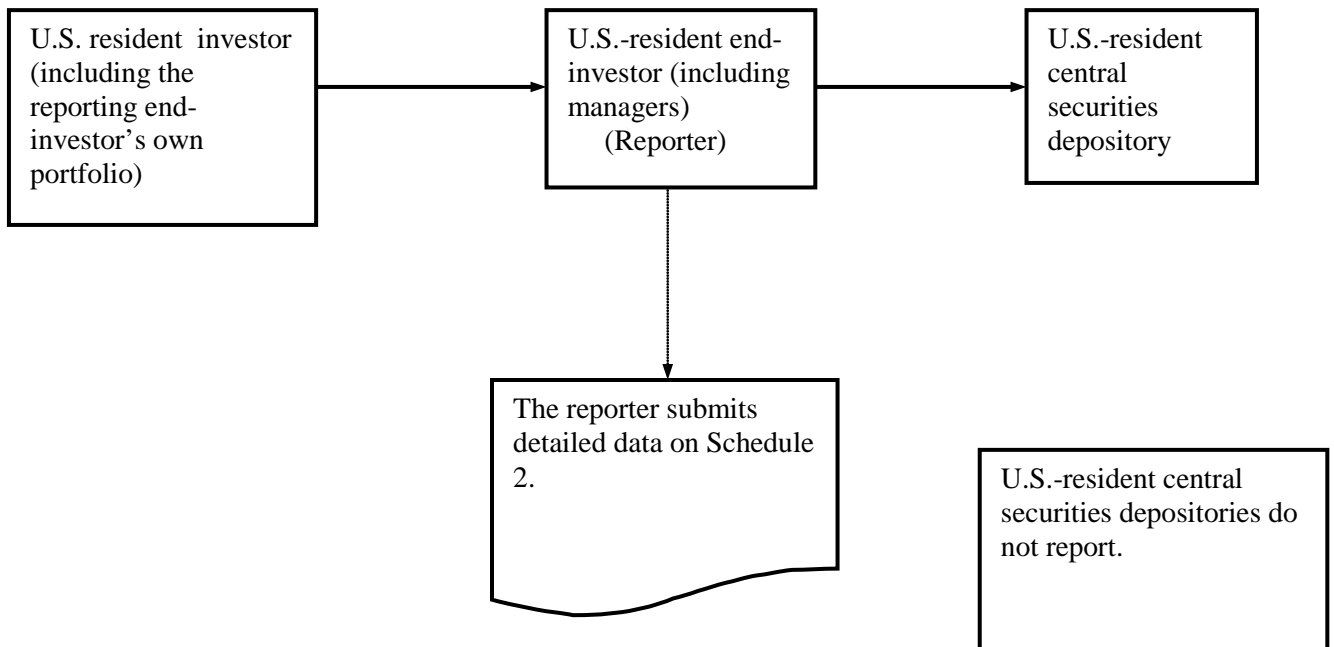 U.S. resident investor
(including the
reporting end-
investor’s own
portfolio)
U.S.-resident end-
investor (including
managers)
(Reporter)
U.S.-resident
central
securities
depository
The reporter submits
detailed data on Schedule
2.
U.S.-resident central
securities depositories do
not report.